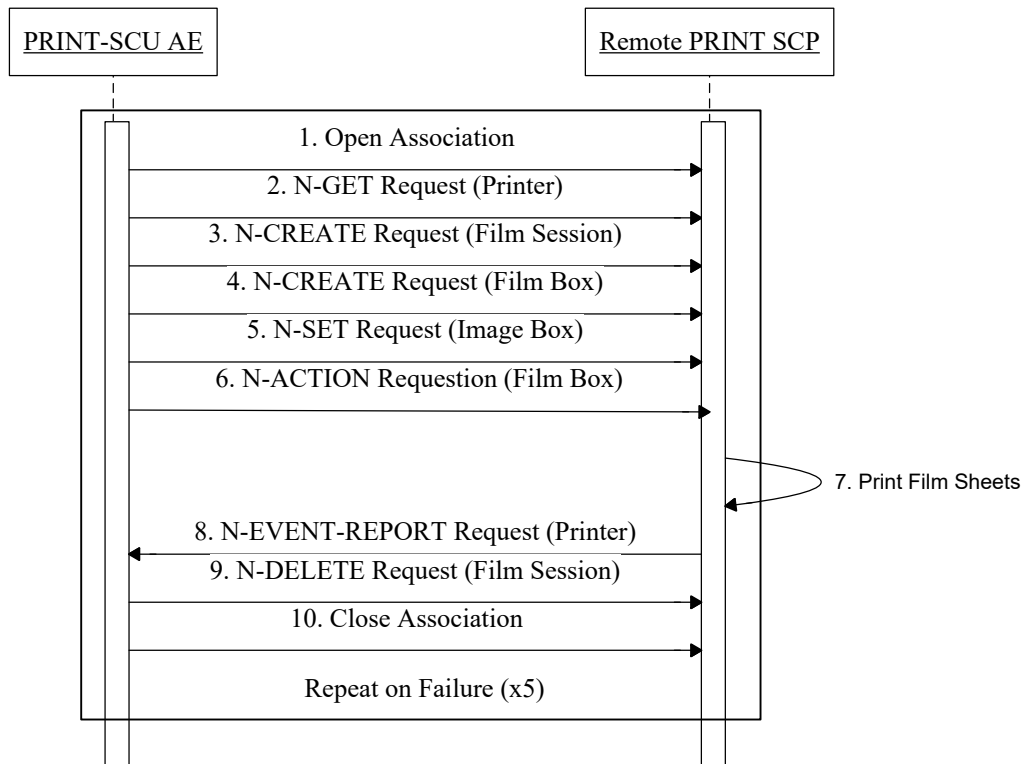 PRINT-SCU AE
Remote PRINT SCP
1. Open Association
2. N-GET Request (Printer)
3. N-CREATE Request (Film Session)
4. N-CREATE Request (Film Box)
5. N-SET Request (Image Box)
6. N-ACTION Requestion (Film Box)
7. Print Film Sheets
8. N-EVENT-REPORT Request (Printer)
9. N-DELETE Request (Film Session)
10. Close Association
Repeat on Failure (x5)